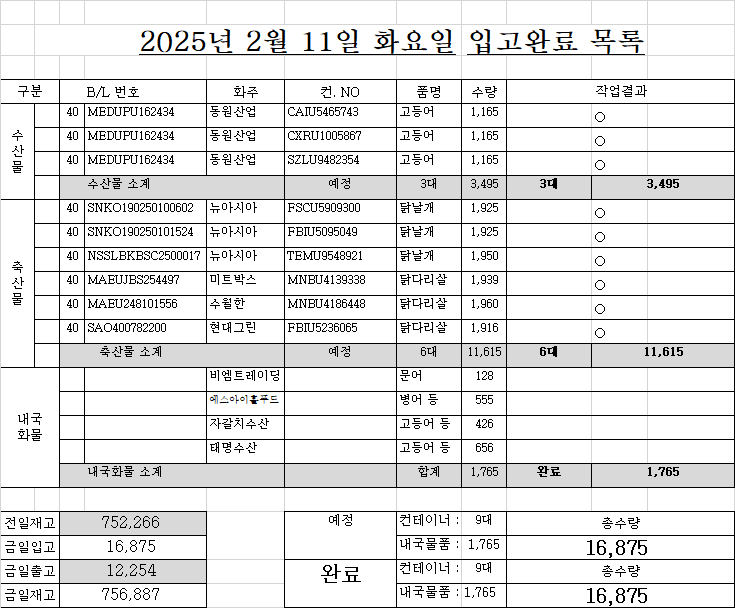 2025년 2월 11일 화요일 입고완료 목록
구분 B/L 번호 화주 컨. NO 품명 수량 작업결과
수산물
40 MEDUPU162434 동원산업 CAIU5465743 고등어 1,165 ○
40 MEDUPU162434 동원산업 CXRU1005867 고등어 1,165 ○
40 MEDUPU162434 동원산업 SZLU9482354 고등어 1,165 ○
수산물 소계 예정 3대 3,495 3대 3,495
축산물
40 SNKO190250100602 뉴아시아 FSCU5909300 닭날개 1,925 ○
40 SNKO190250101524 뉴아시아 FBIU5095049 닭날개 1,925 ○
40 NSSLBKBSC2500017 뉴아시아 TEMU9548921 닭날개 1,950 ○
40 MAEUJBS254497 미트박스 MNBU4139338 닭다리살 1,939 ○
40 MAEU248101556 수월한 MNBU4186448 닭다리살 1,960 ○
40 SAO400782200 현대그린 FBIU5236065 닭다리살 1,916 ○
축산물 소계 예정 6대 11,615 6대 11,615
내국
화물
비엠트레이딩 문어 128
에스아이홀푸드 병어 등 555
자갈치수산 고등어 등 426
태명수산 고등어 등 656
내국화물 소계 합계 1,765 완료 1,765
전일재고 752,266 예정 컨테이너 : 9대 총수량
금일입고 16,875 내국물품 : 1,765 16,875
금일출고 12,254 완료 컨테이너 : 9대 총수량
금일재고 756,887 내국물품 : 1,765 16,875